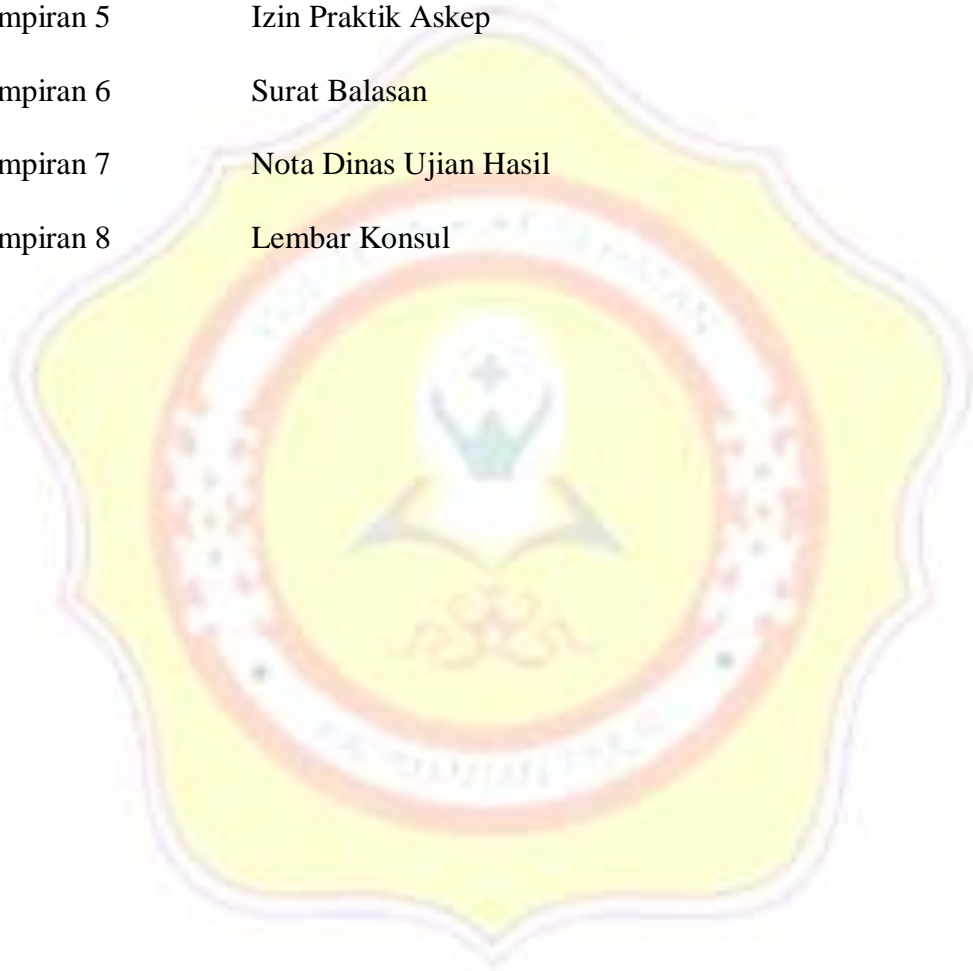 mpiran 5 Izin Praktik Askep
mpiran 6 Surat Balasan
mpiran 7 Nota Dinas Ujian Hasil
mpiran 8 Lembar Konsul